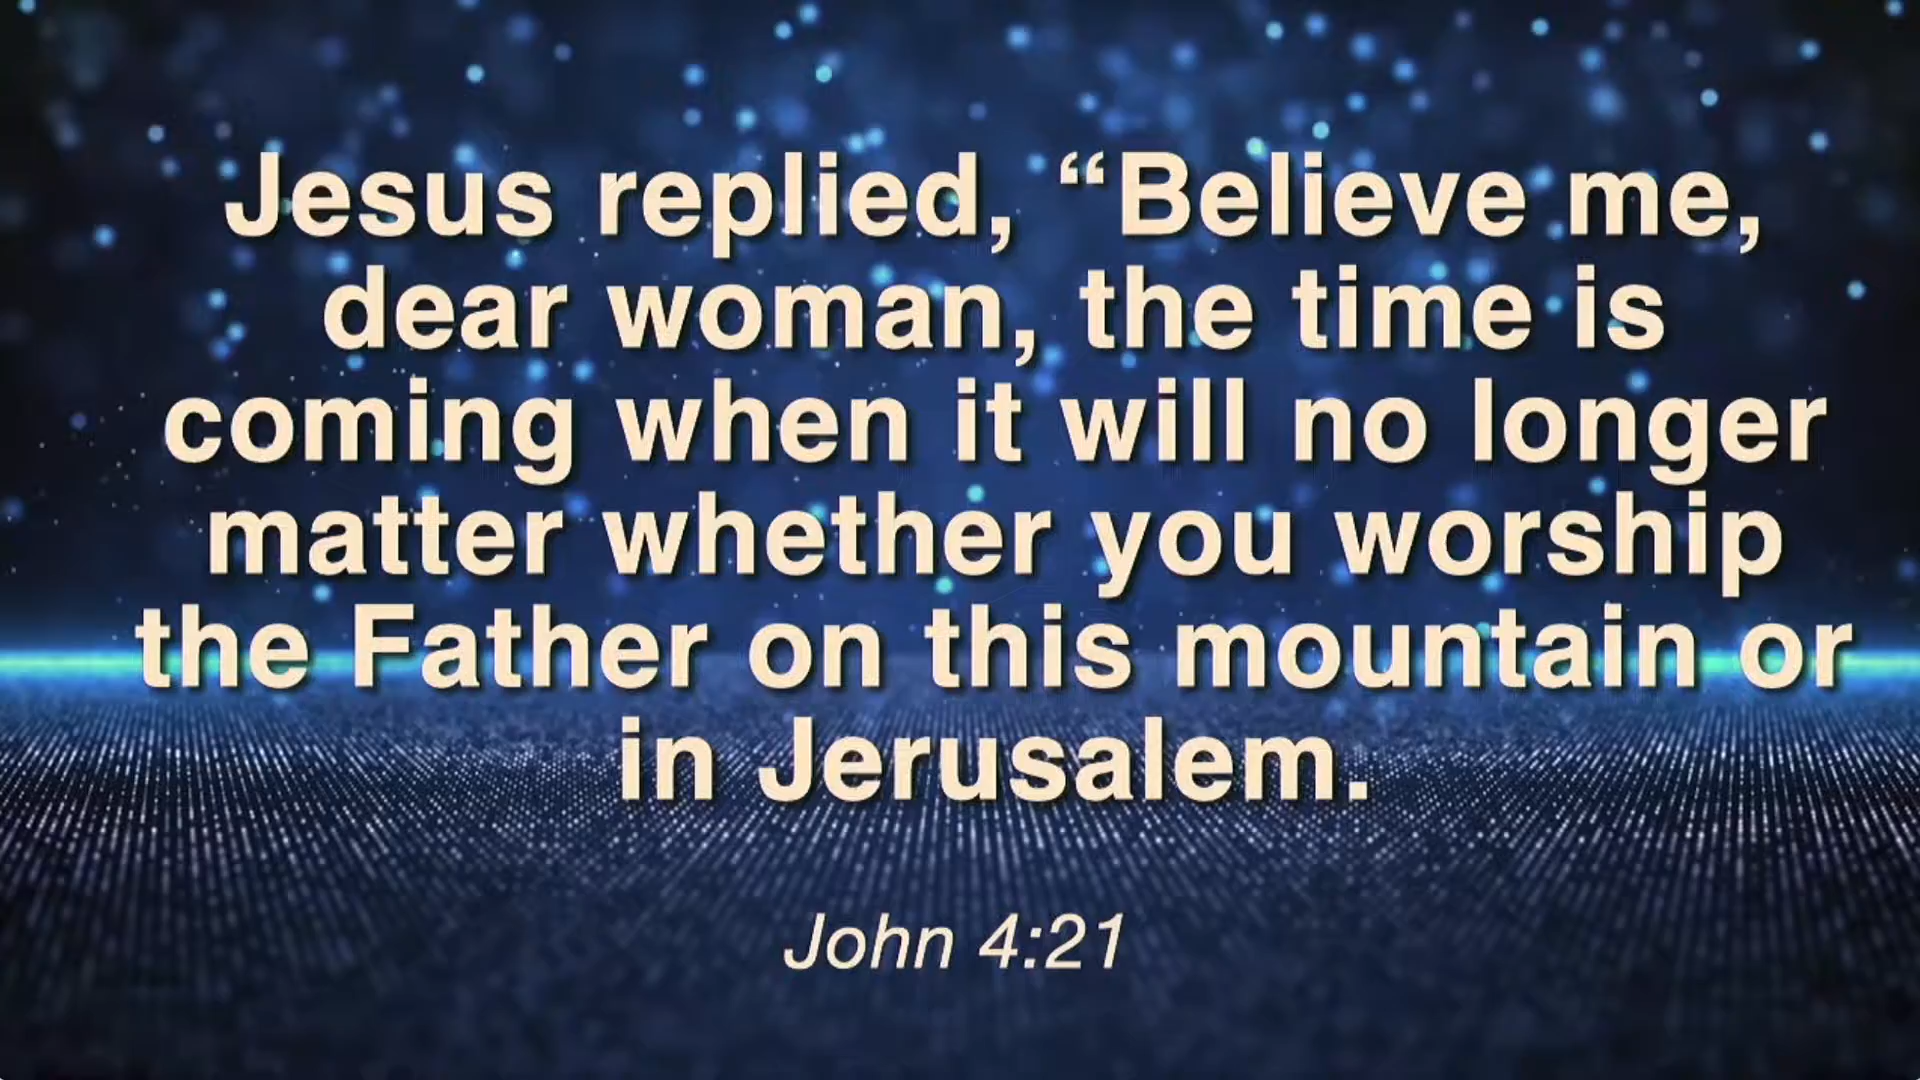 Jesus replied, “Believe me,
dear woman, the time is
coming when it will no longer
matter whether you worship
the Father on this mountain or
in Jerusalem.
John 4:21